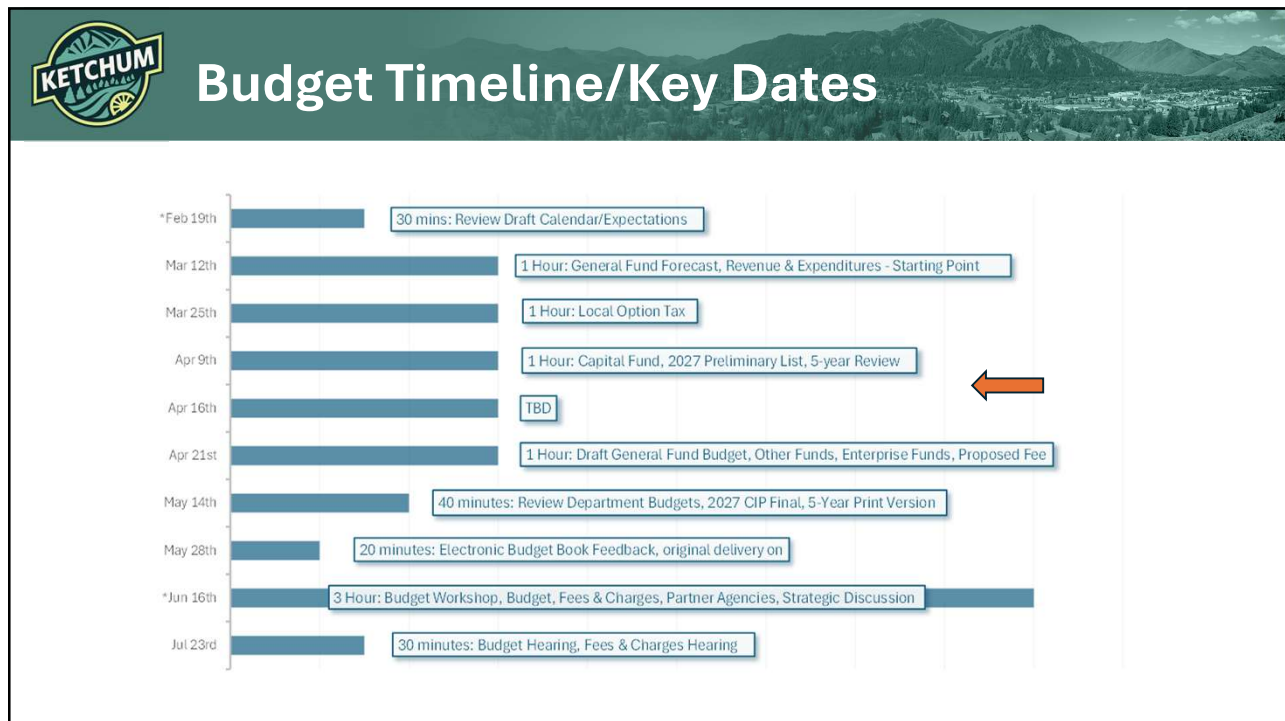 KETCHUM
Budget Timeline/Key Dates
*Feb 19th
30 mins: Review Draft Calendar/Expectations
Mar 12th
1 Hour: General Fund Forecast, Revenue & Expenditures - Starting Point
Mar 25th
1 Hour: Local Option Tax
Apr 9th
1 Hour: Capital Fund, 2027 Preliminary List, 5-year Review
Apr 16th
TBD
Apr 21st
1 Hour: Draft General Fund Budget, Other Funds, Enterprise Funds, Proposed Fee
May 14th
40 minutes: Review Department Budgets, 2027 CIP Final, 5-Year Print Version
May 28th
20 minutes: Electronic Budget Book Feedback, original delivery on
*Jun 16th
3 Hour: Budget Workshop, Budget, Fees & Charges, Partner Agencies, Strategic Discussion
Jul 23rd
30 minutes: Budget Hearing, Fees & Charges Hearing